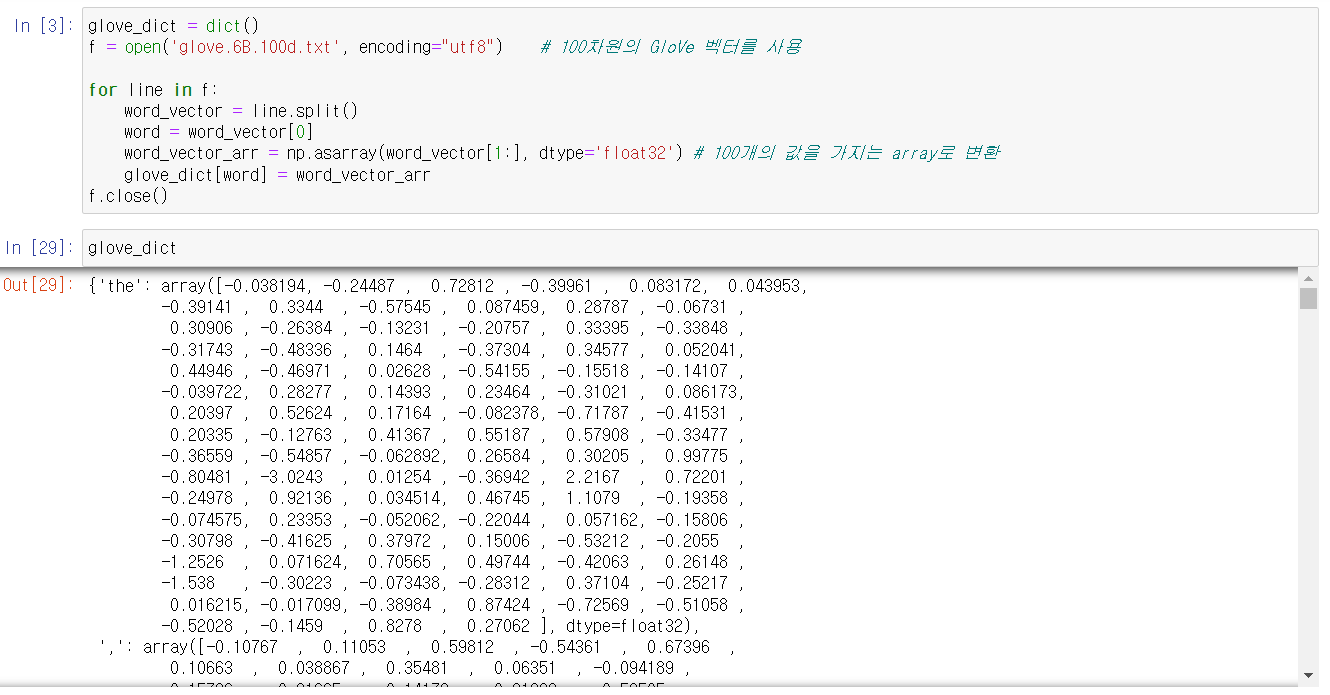 In [3]: glove_dict = dict()
f = open('glove.6B.100d.txt', encoding="utf8")    # 100차원의 GloVe 벡터를 사용
for line in f:
    word_vector = line.split()
    word = word_vector[0]
    word_vector_arr = np.asarray(word_vector[1:], dtype='float32') # 100개의 값을 가지는 array로 변환
    glove_dict[word] = word_vector_arr
f.close()
In [29]: glove_dict
Out[29]: {'the': array([-0.038194, -0.24487 ,  0.72812 , -0.39961 ,  0.083172,  0.043953,
-0.39141 ,  0.3344  , -0.57545 ,  0.087459,  0.28787 , -0.06731 ,
0.30906 , -0.26384 , -0.13231 , -0.20757 ,  0.33395 , -0.33848 ,
-0.31743 , -0.48336 ,  0.1464  , -0.37304 ,  0.34577 ,  0.052041,
0.44946 , -0.46971 ,  0.02628 , -0.54155 , -0.15518 , -0.14107 ,
-0.039722,  0.28277 ,  0.14393 ,  0.23464 , -0.31021 ,  0.086173,
0.20397 ,  0.52624 ,  0.17164 , -0.082378, -0.71787 , -0.41531 ,
0.20335 , -0.12763 ,  0.41367 ,  0.55187 ,  0.57908 , -0.33477 ,
-0.36559 , -0.54857 , -0.062892,  0.26584 ,  0.30205 ,  0.99775 ,
-0.80481 , -3.0243  ,  0.01254 , -0.36942 ,  2.2167  ,  0.72201 ,
-0.24978 ,  0.92136 ,  0.034514,  0.46745 ,  1.1079  , -0.19358 ,
-0.074575,  0.23353 , -0.052062, -0.22044 ,  0.057162, -0.15806 ,
-0.30798 , -0.41625 ,  0.37972 ,  0.15006 , -0.53212 , -0.2055  ,
-1.2526  ,  0.071624,  0.70565 ,  0.49744 , -0.42063 ,  0.26148 ,
-1.538   , -0.30223 , -0.073438, -0.28312 ,  0.37104 , -0.25217 ,
0.016215, -0.017099, -0.38984 ,  0.87424 , -0.72569 , -0.51058 ,
-0.52028 , -0.1459  ,  0.8278  ,  0.27062 ], dtype=float32),
',': array([-0.10767  ,  0.11053  ,  0.59812  , -0.54361  ,  0.67396  ,
0.10663  ,  0.038867 ,  0.35481  ,  0.06351  , -0.094189 ,